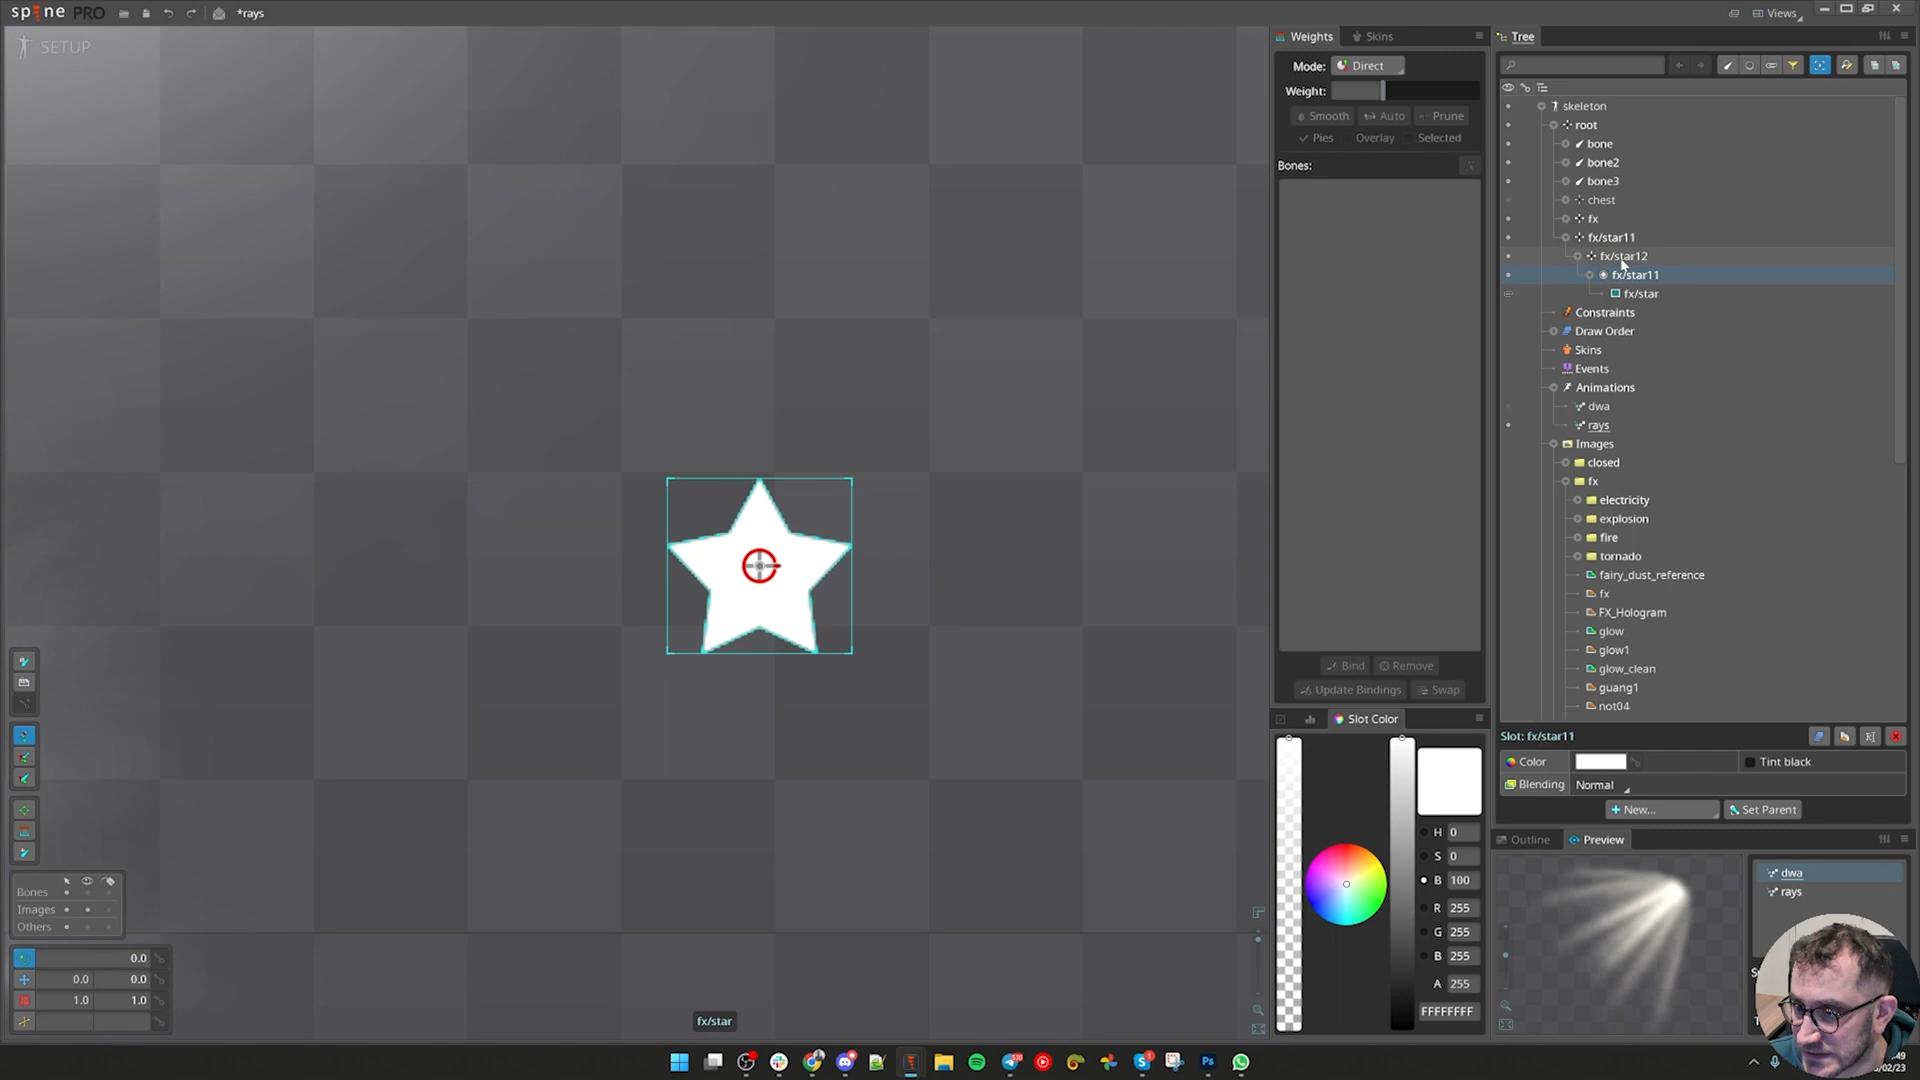 spine PRO
*rays
Views
SETUP
Weights
Skins
Mode:
Direct
Weight:
Smooth
Auto
Prune
Pies
Overlay
Selected
Bones:
Bind
Remove
Update Bindings
Swap
Slot Color
H 0
S 0
B 100
R 255
G 255
B 255
A 255
FFFFFFFF
Tree
skeleton
root
bone
bone2
bone3
chest
fx
fx/star11
fx/star12
fx/star11
fx/star
Constraints
Draw Order
Skins
Events
Animations
dwa
rays
Images
closed
fx
electricity
explosion
fire
tornado
fairy_dust_reference
fx
FX_Hologram
glow
glow1
glow_clean
guang1
not04
Slot: fx/star11
Color
Tint black
Blending
Normal
New...
Set Parent
Outline
Preview
dwa
rays
Bones
Images
Others
0.0
0.0 0.0
1.0 1.0
fx/star